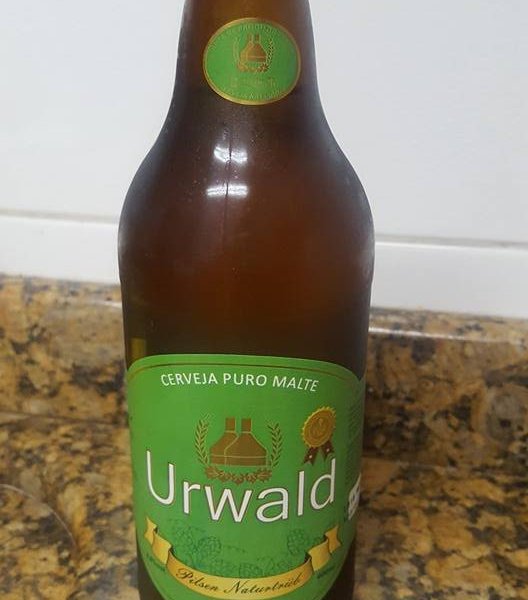 CERVEJA PURO MALTE
Urwald
Pilsen Naturtrüb